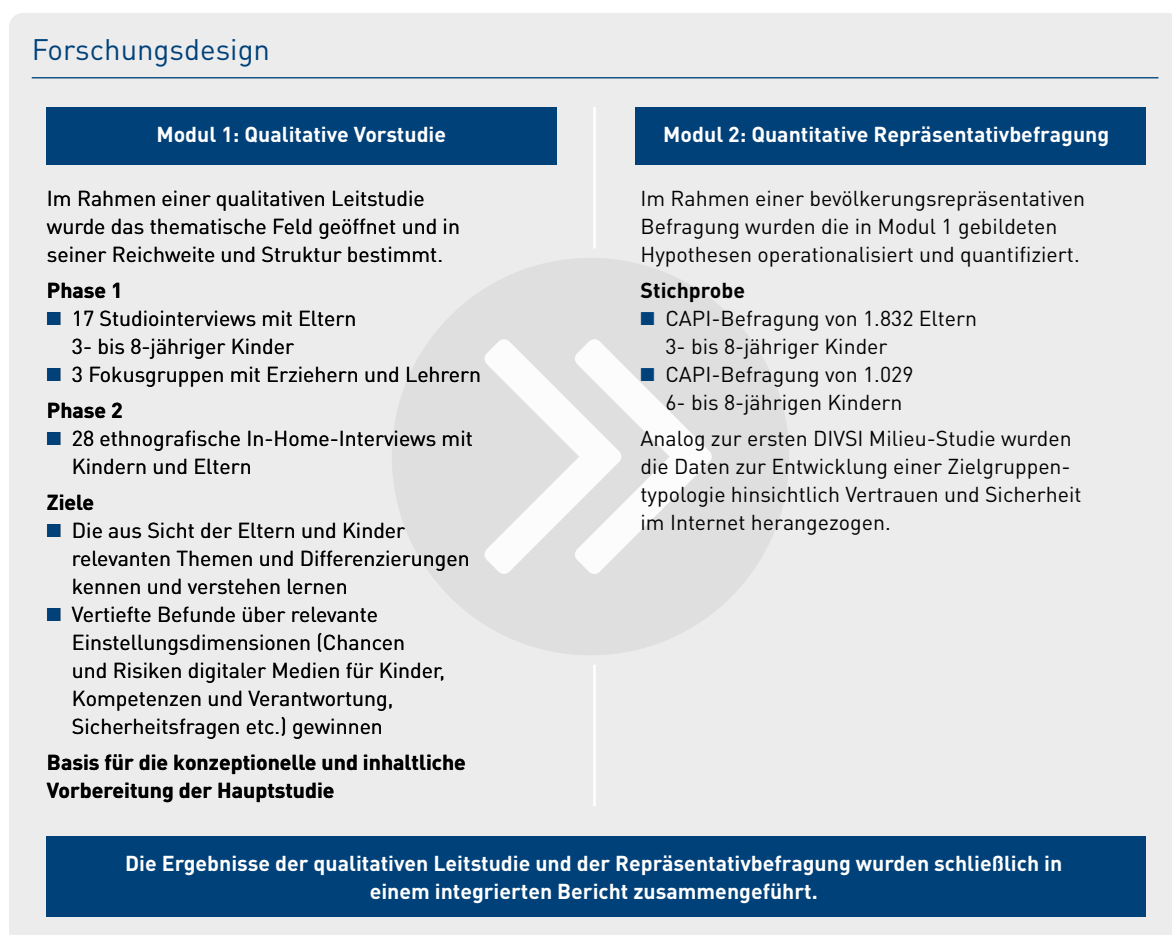 Forschungsdesign
Modul 1: Qualitative Vorstudie
Im Rahmen einer qualitativen Leitstudie
wurde das thematische Feld geöffnet und in
seiner Reichweite und Struktur bestimmt.
Phase 1
17 Studiointerviews mit Eltern
3- bis 8-jähriger Kinder
3 Fokusgruppen mit Erziehern und Lehrern
Phase 2
28 ethnografische In-Home-Interviews mit
Kindern und Eltern
Ziele
Die aus Sicht der Eltern und Kinder
relevanten Themen und Differenzierungen
kennen und verstehen lernen
Vertiefte Befunde über relevante
Einstellungsdimensionen (Chancen
und Risiken digitaler Medien für Kinder,
Kompetenzen und Verantwortung,
Sicherheitsfragen etc.) gewinnen
Basis für die konzeptionelle und inhaltliche
Vorbereitung der Hauptstudie
Modul 2: Quantitative Repräsentativbefragung
Im Rahmen einer bevölkerungsrepräsentativen
Befragung wurden die in Modul 1 gebildeten
Hypothesen operationalisiert und quantifiziert.
Stichprobe
CAPI-Befragung von 1.832 Eltern
3- bis 8-jähriger Kinder
CAPI-Befragung von 1.029
6- bis 8-jährigen Kindern
Analog zur ersten DIVSI Milieu-Studie wurden
die Daten zur Entwicklung einer Zielgruppen-
typologie hinsichtlich Vertrauen und Sicherheit
im Internet herangezogen.
Die Ergebnisse der qualitativen Leitstudie und der Repräsentativbefragung wurden schließlich in
einem integrierten Bericht zusammengeführt.